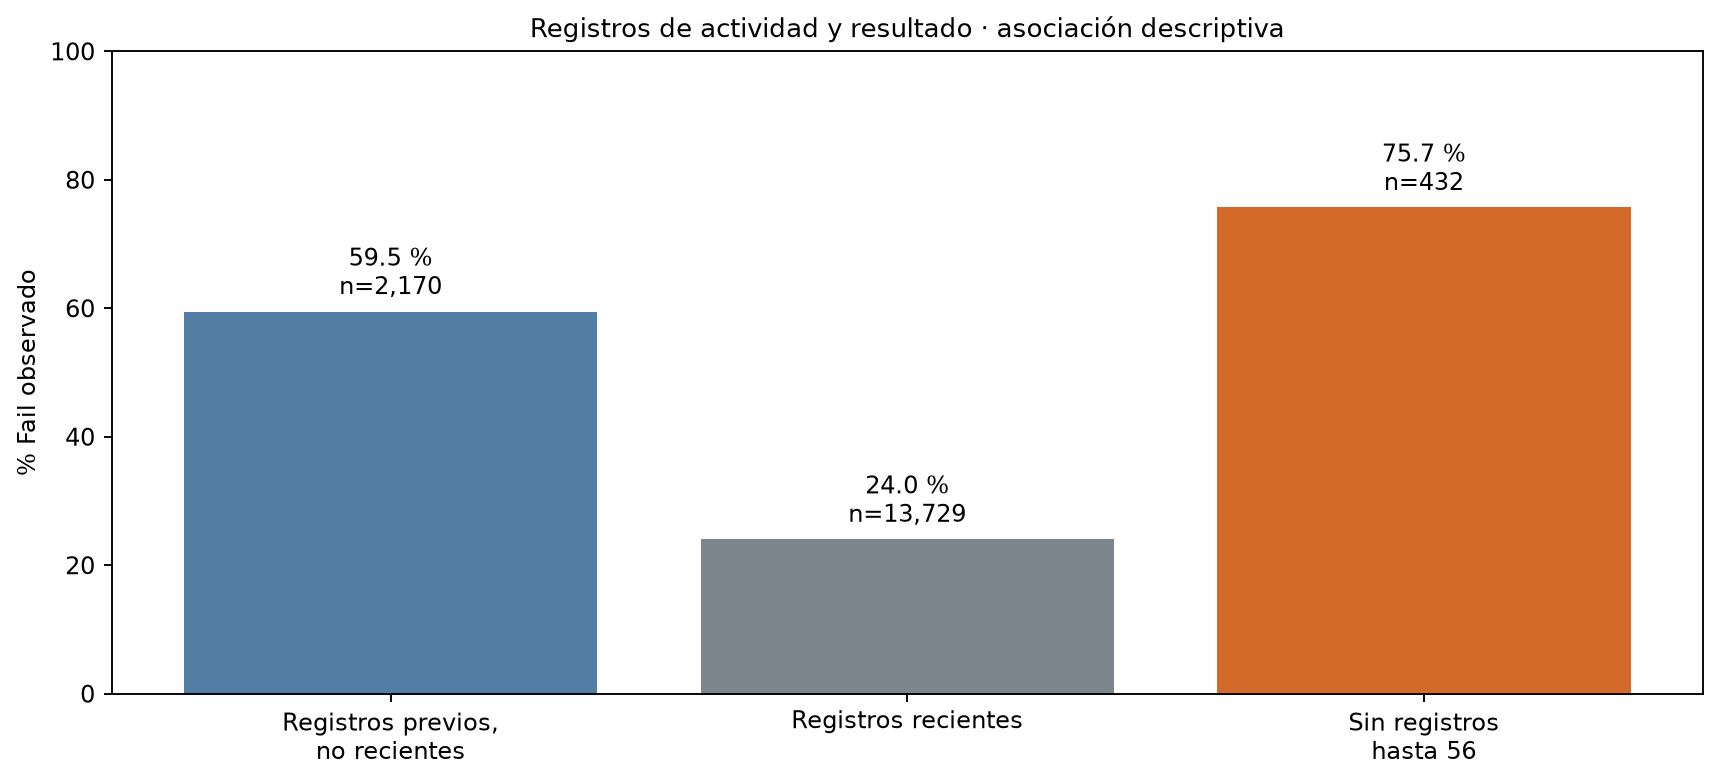 Registros de actividad y resultado · asociación descriptiva
% Fail observado
100
80
60
40
20
0
59.5 %
n=2,170
24.0 %
n=13,729
75.7 %
n=432
Registros previos,
no recientes
Registros recientes
Sin registros
hasta 56